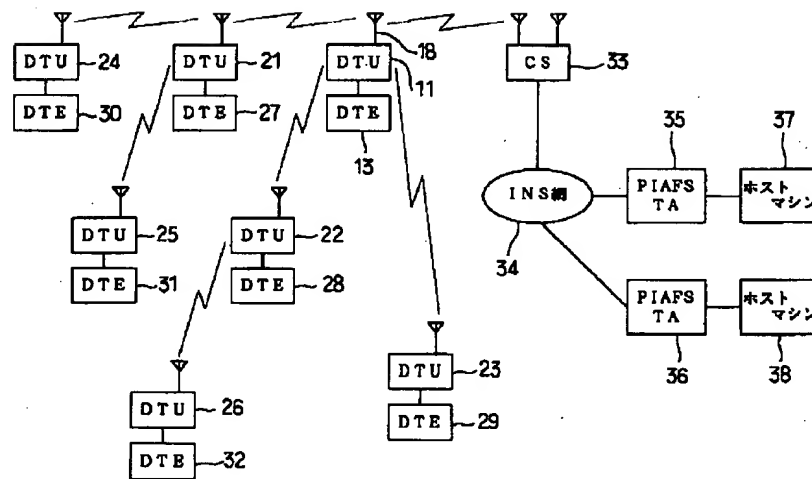 18
DTU
24
DTU
21
DTU
11
CS
33
DTE
30
DTE
27
DTE
13
35
37
PIAFS
TA
ホスト
マシン
INS網
34
DTU
25
DTU
22
DTE
31
DTE
28
PIAFS
TA
ホスト
マシン
36
38
DTU
23
DTU
26
DTE
29
DTE
32